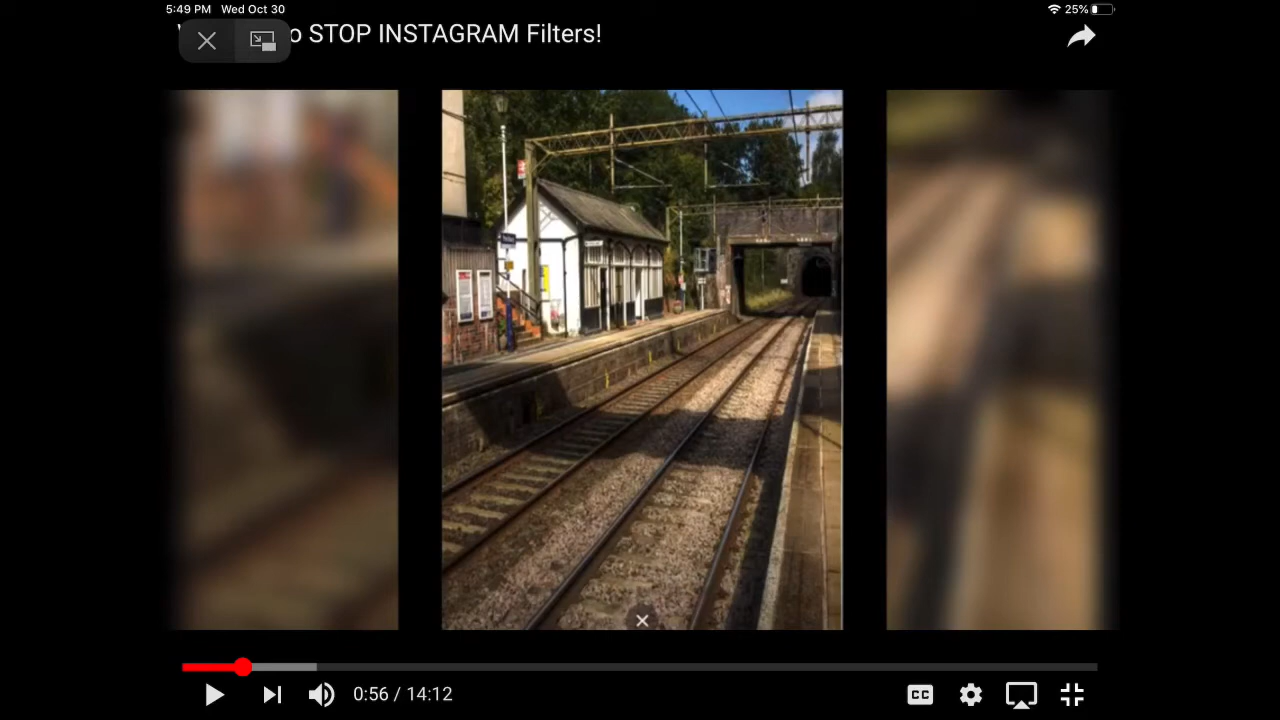 5:49 PM Wed Oct 30
25%
o STOP INSTAGRAM Filters!
0:56 / 14:12
CC